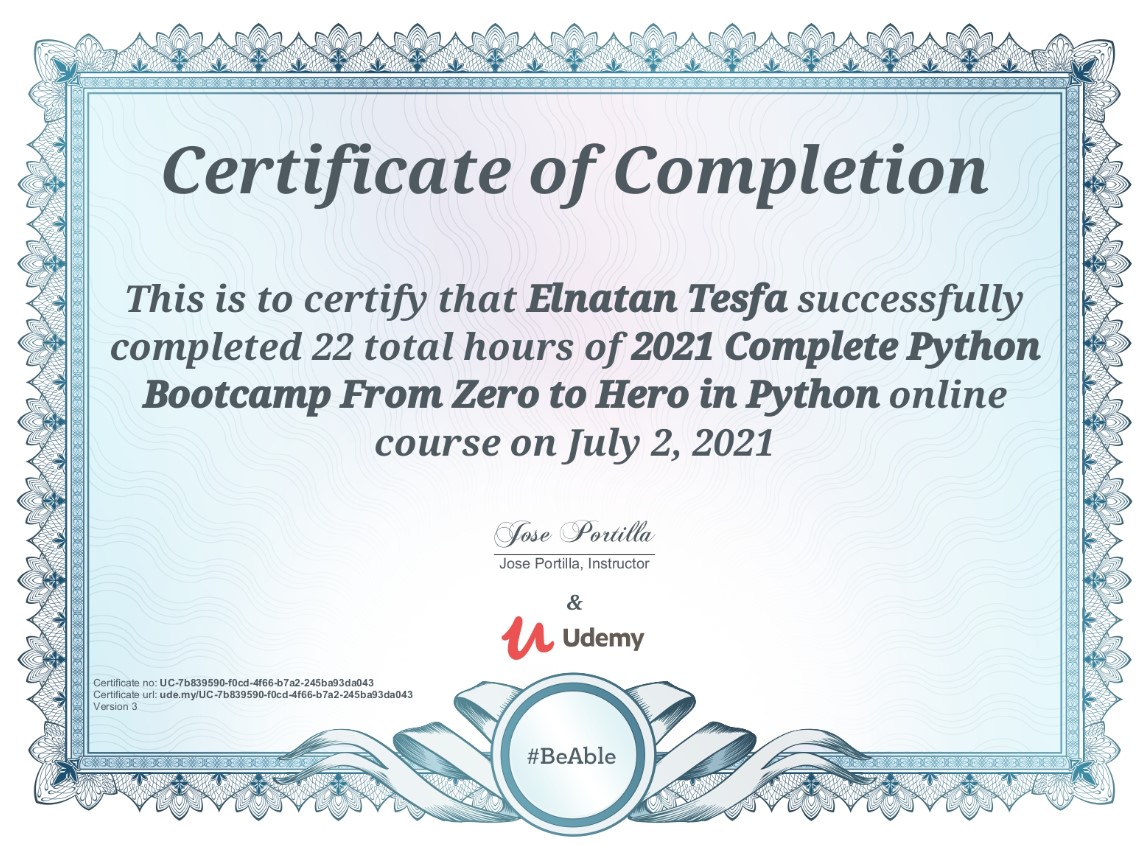 Certificate of Completion
This is to certify that Elnatan Tesfa successfully
completed 22 total hours of 2021 Complete Python
Bootcamp From Zero to Hero in Python online
course on July 2, 2021
Jose Portilla
Jose Portilla, Instructor
&
Udemy
Certificate no: UC-7b839590-f0cd-4f66-b7a2-245ba93da043
Certificate url: ude.my/UC-7b839590-f0cd-4f66-b7a2-245ba93da043
Version 3
#BeAble